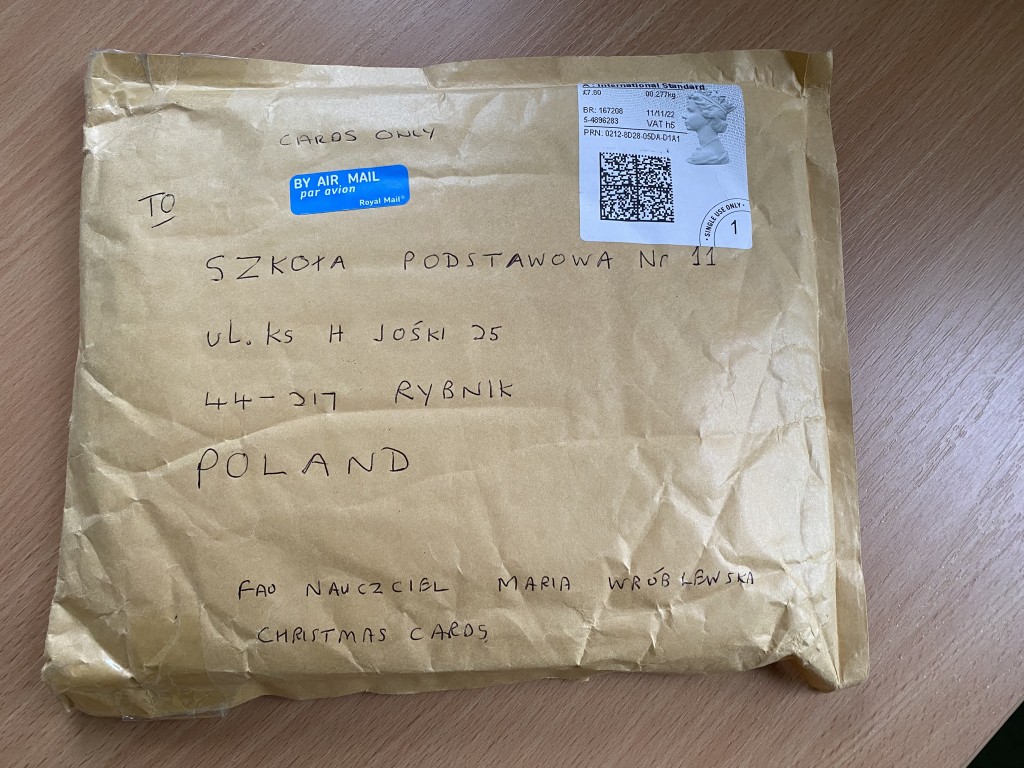 A - International Standard
£7.60 00.277kg
BR: 167208 11/11/22
5-4896283 VAT h5
PRN: 0212-8D28-05DA-D1A1
SINGLE USE ONLY
1
CARDS ONLY
BY AIR MAIL
par avion
Royal Mail®
TO
SZKOŁA PODSTAWOWA Nr 11
UL. KS H JOŚKI 25
44-217 RYBNIK
POLAND
FAO NAUCZCIEL MARIA WRÓBLEWSKA
CHRISTMAS CARDS